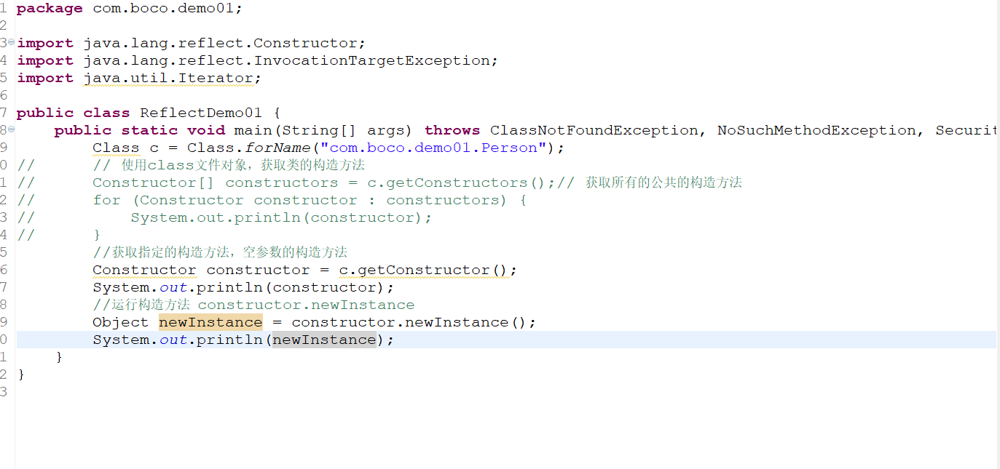 1 package com.boco.demo01;
2
3 import java.lang.reflect.Constructor;
4 import java.lang.reflect.InvocationTargetException;
5 import java.util.Iterator;
6
7 public class ReflectDemo01 {
8 public static void main(String[] args) throws ClassNotFoundException, NoSuchMethodException, Securit
9 Class c = Class.forName("com.boco.demo01.Person");
0 // // 使用class文件对象，获取类的构造方法
1 // Constructor[] constructors = c.getConstructors();// 获取所有的公共的构造方法
2 // for (Constructor constructor : constructors) {
3 // System.out.println(constructor);
4 // }
5 //获取指定的构造方法，空参数的构造方法
6 Constructor constructor = c.getConstructor();
7 System.out.println(constructor);
8 //运行构造方法 constructor.newInstance
9 Object newInstance = constructor.newInstance();
0 System.out.println(newInstance);
1 }
2 }
3